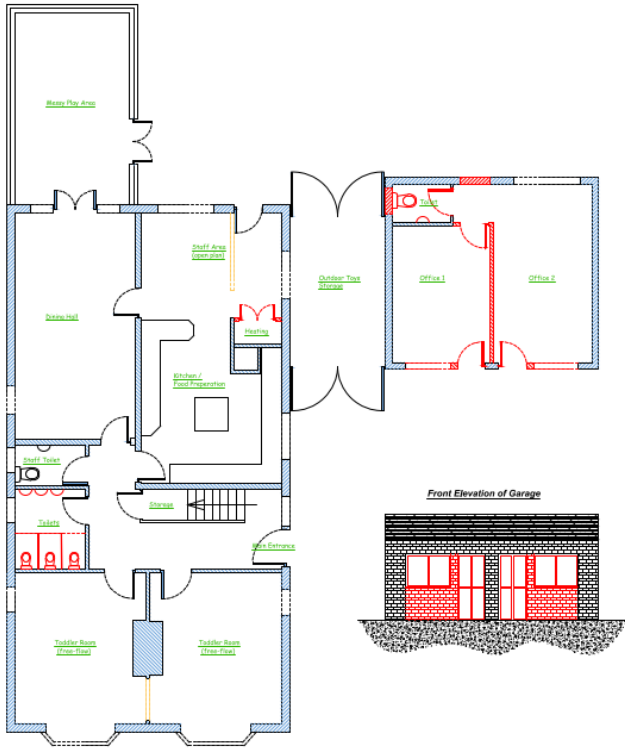 Messy Play Area
Staff Area
(open plan)
Toilet
Outdoor Toys
Storage
Office 1
Office 2
Dining Hall
Heating
Kitchen /
Food Preperation
Staff Toilet
Storage
Toilets
Main Entrance
Toddler Room
(free-flow)
Toddler Room
(free-flow)
Front Elevation of Garage